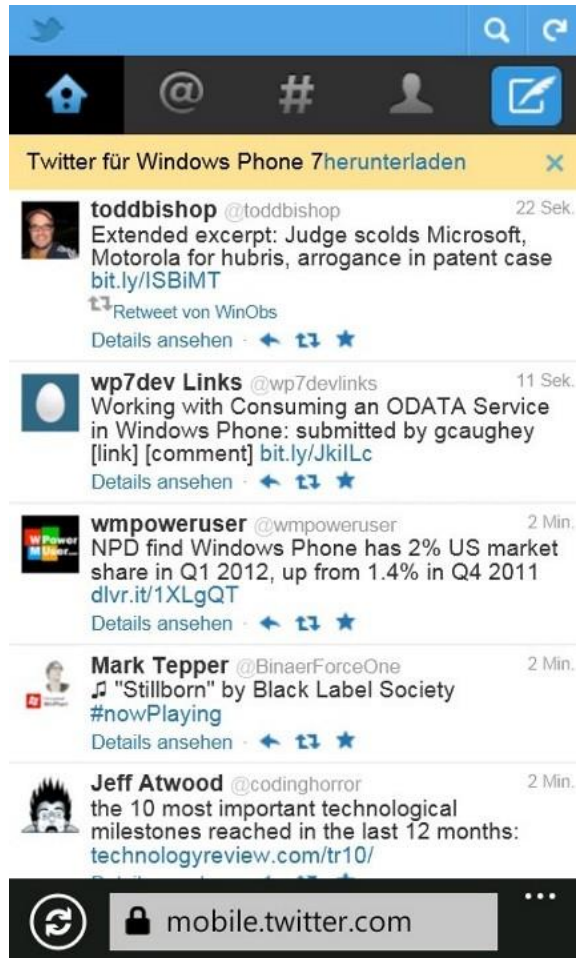 Twitter für Windows Phone 7herunterladen
toddbishop @toddbishop 22 Sek.
Extended excerpt: Judge scolds Microsoft,
Motorola for hubris, arrogance in patent case
bit.ly/ISBiMT
Retweet von WinObs
Details ansehen
wp7dev Links @wp7devlinks 11 Sek.
Working with Consuming an ODATA Service
in Windows Phone: submitted by gcaughey
[link] [comment] bit.ly/JkiILc
Details ansehen
W Power
M User...
wmpoweruser @wmpoweruser 2 Min.
NPD find Windows Phone has 2% US market
share in Q1 2012, up from 1.4% in Q4 2011
dlvr.it/1XLgQT
Details ansehen
Mark Tepper @BinaerForceOne 2 Min.
♫ "Stillborn" by Black Label Society
#nowPlaying
Details ansehen
Jeff Atwood @codinghorror 2 Min.
the 10 most important technological
milestones reached in the last 12 months:
technologyreview.com/tr10/
mobile.twitter.com